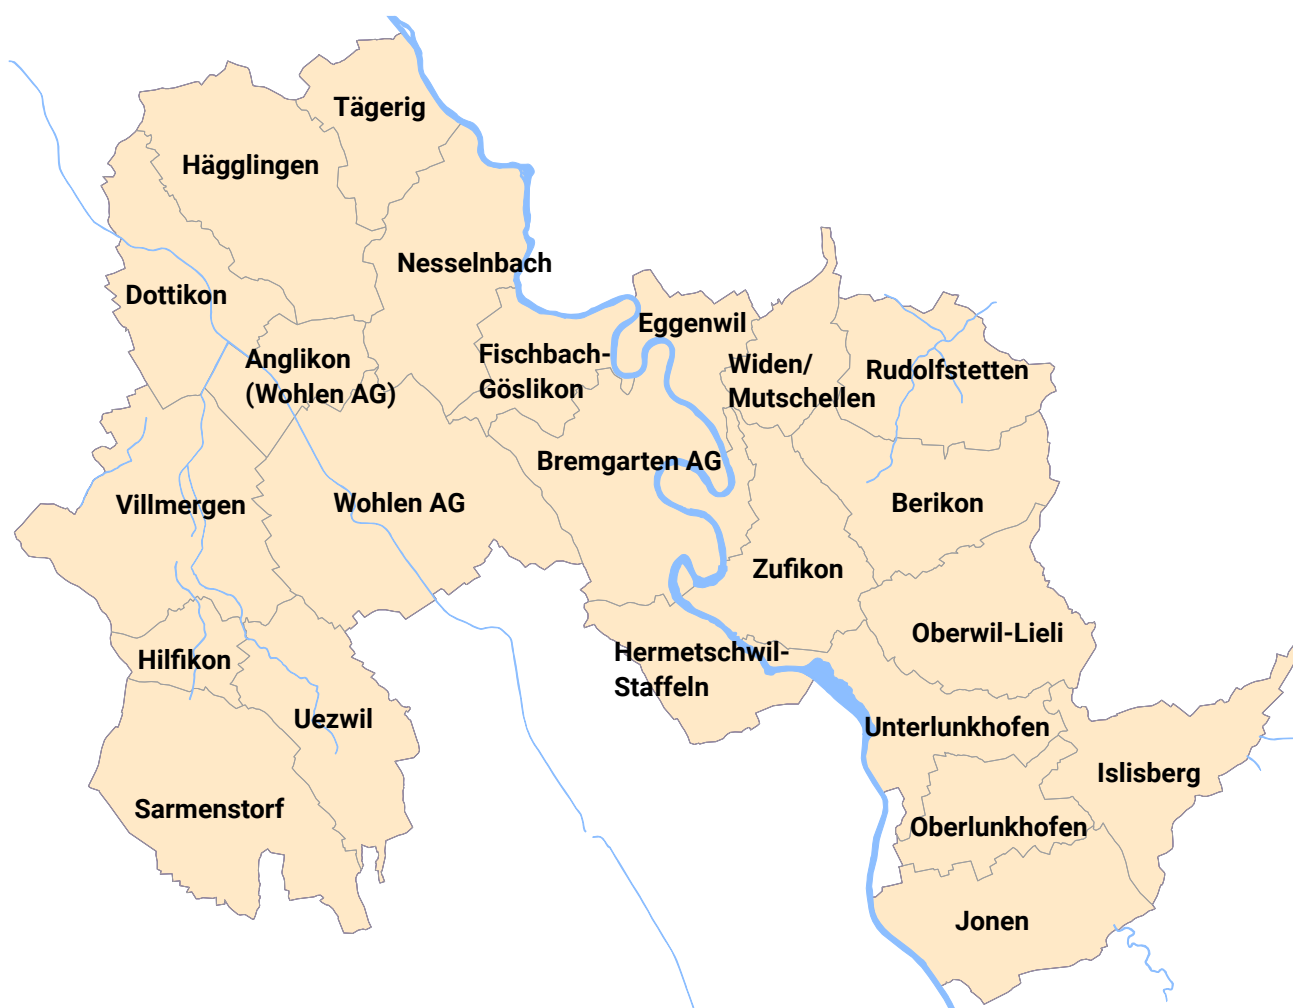 Tägerig
Hägglingen
Nesselnbach
Dottikon
Eggenwil
Anglikon
(Wohlen AG)
Fischbach-
Göslikon
Widen/
Mutschellen
Rudolfstetten
Bremgarten AG
Villmergen
Wohlen AG
Berikon
Zufikon
Oberwil-Lieli
Hermetschwil-
Staffeln
Hilfikon
Uezwil
Unterlunkhofen
Islisberg
Sarmenstorf
Oberlunkhofen
Jonen